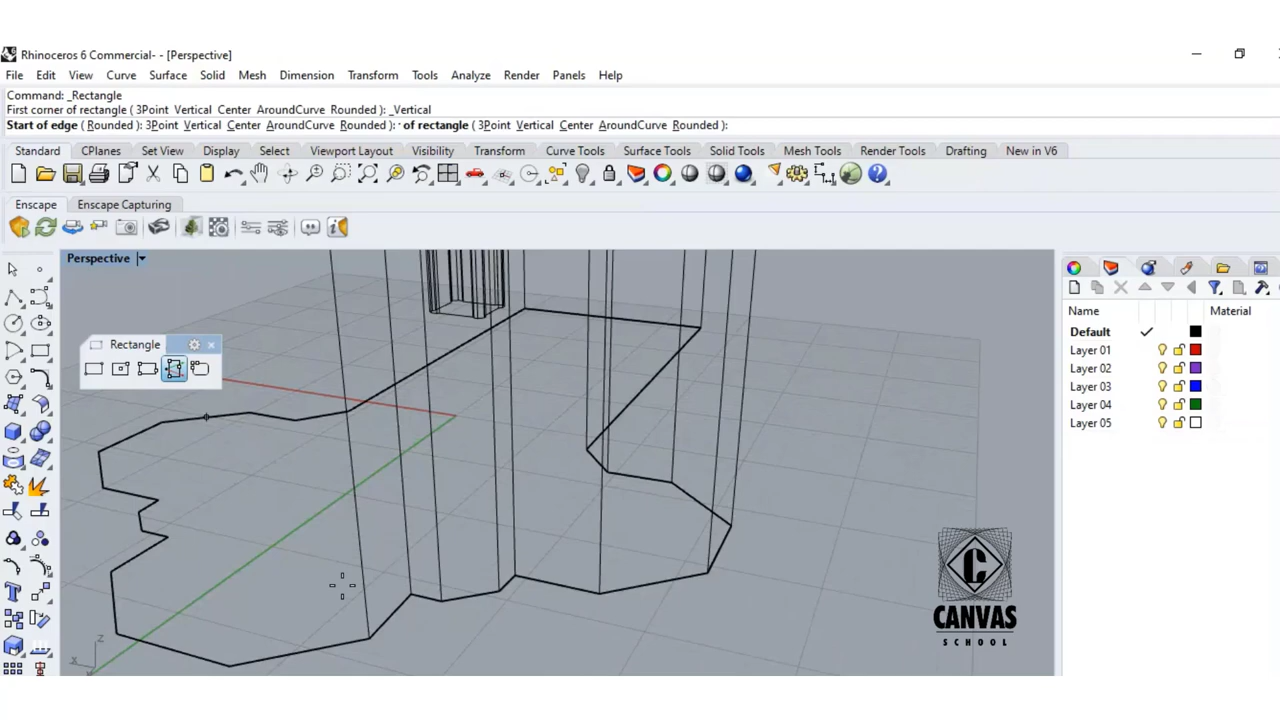 Rhinoceros 6 Commercial- - [Perspective]
File Edit View Curve Surface Solid Mesh Dimension Transform Tools Analyze Render Panels Help
Command: _Rectangle
First corner of rectangle ( 3Point Vertical Center AroundCurve Rounded ): _Vertical
Start of edge ( Rounded ): 3Point Vertical Center AroundCurve Rounded ): of rectangle ( 3Point Vertical Center AroundCurve Rounded ):
Standard CPlanes Set View Display Select Viewport Layout Visibility Transform Curve Tools Surface Tools Solid Tools Mesh Tools Render Tools Drafting New in V6
Enscape Enscape Capturing
Perspective
Name Material
Default
Rectangle
Layer 01
Layer 02
Layer 03
Layer 04
Layer 05
C
CANVAS
SCHOOL
z
x